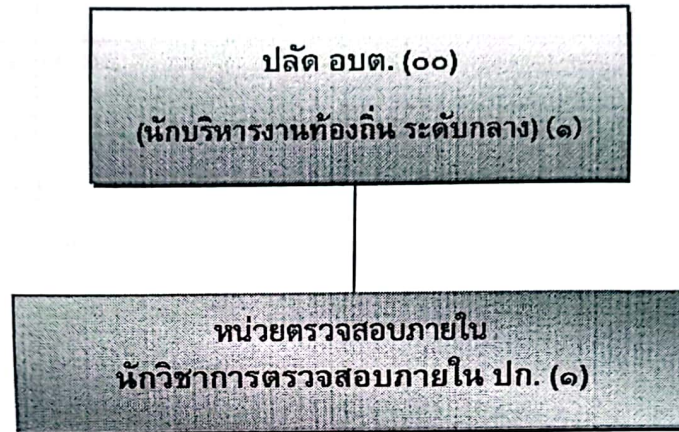 ปลัด อบต. (๐๐)
(นักบริหารงานท้องถิ่น ระดับกลาง) (๑)
หน่วยตรวจสอบภายใน
นักวิชาการตรวจสอบภายใน ปก. (๑)